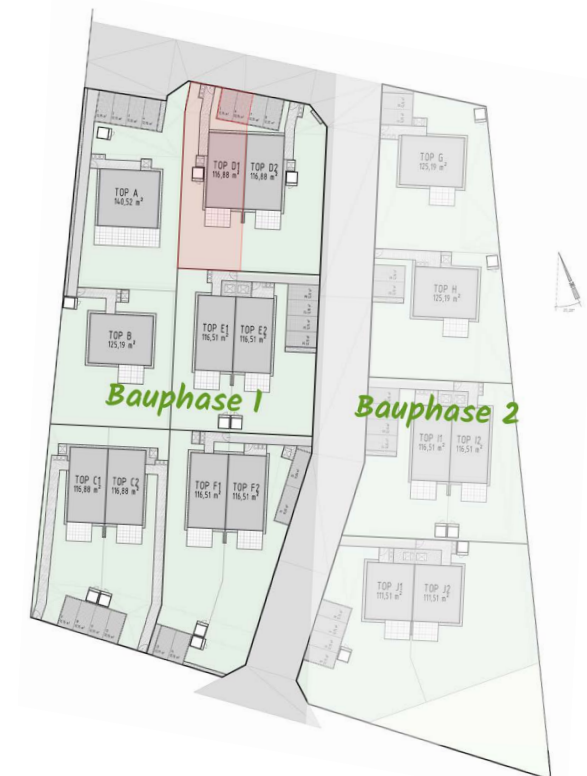 TOP A
140,52 m²
TOP D1
116,88 m²
TOP D2
116,88 m²
TOP G
125,19 m²
TOP B
125,19 m²
TOP E1
116,51 m²
TOP E2
116,51 m²
TOP H
125,19 m²
Bauphase 1
Bauphase 2
TOP C1
116,88 m²
TOP C2
116,88 m²
TOP F1
116,51 m²
TOP F2
116,51 m²
TOP I1
116,51 m²
TOP I2
116,51 m²
TOP J1
111,51 m²
TOP J2
111,51 m²